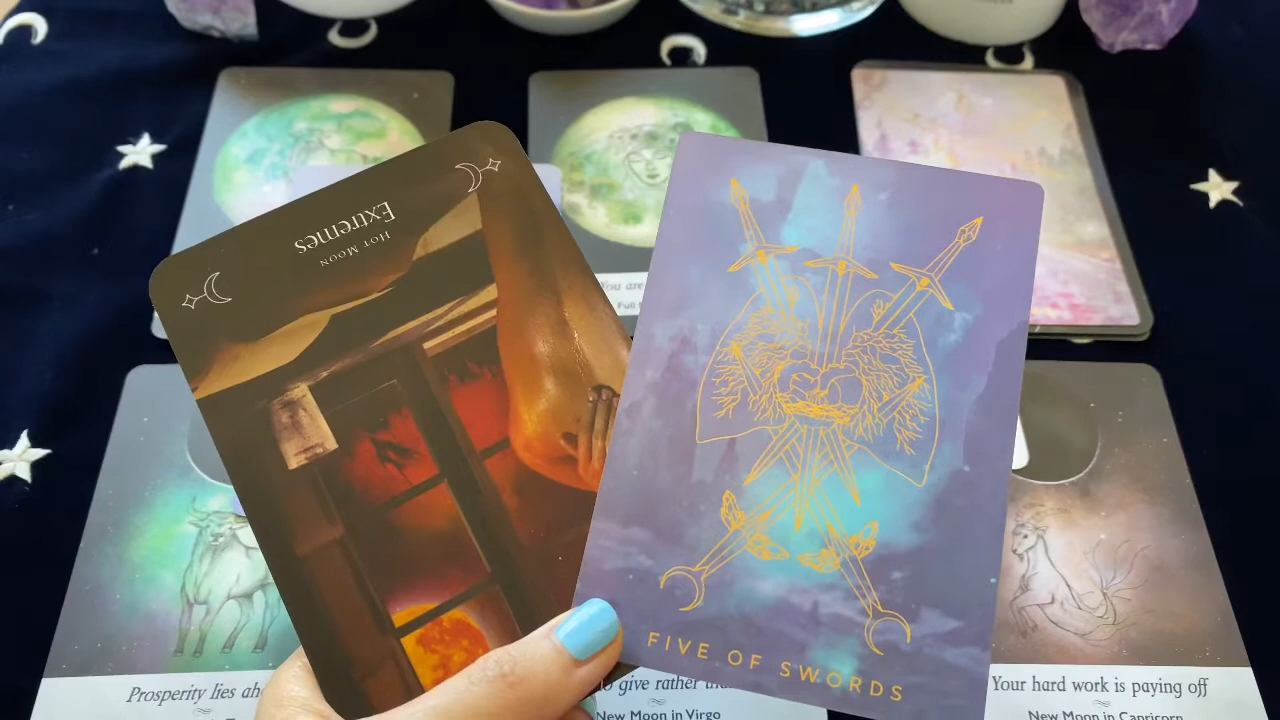 Extremes
HOT MOON
You are
Full
FIVE OF SWORDS
Prosperity lies ahe
to give rather tha
New Moon in Virgo
Your hard work is paying off
New Moon in Capricorn